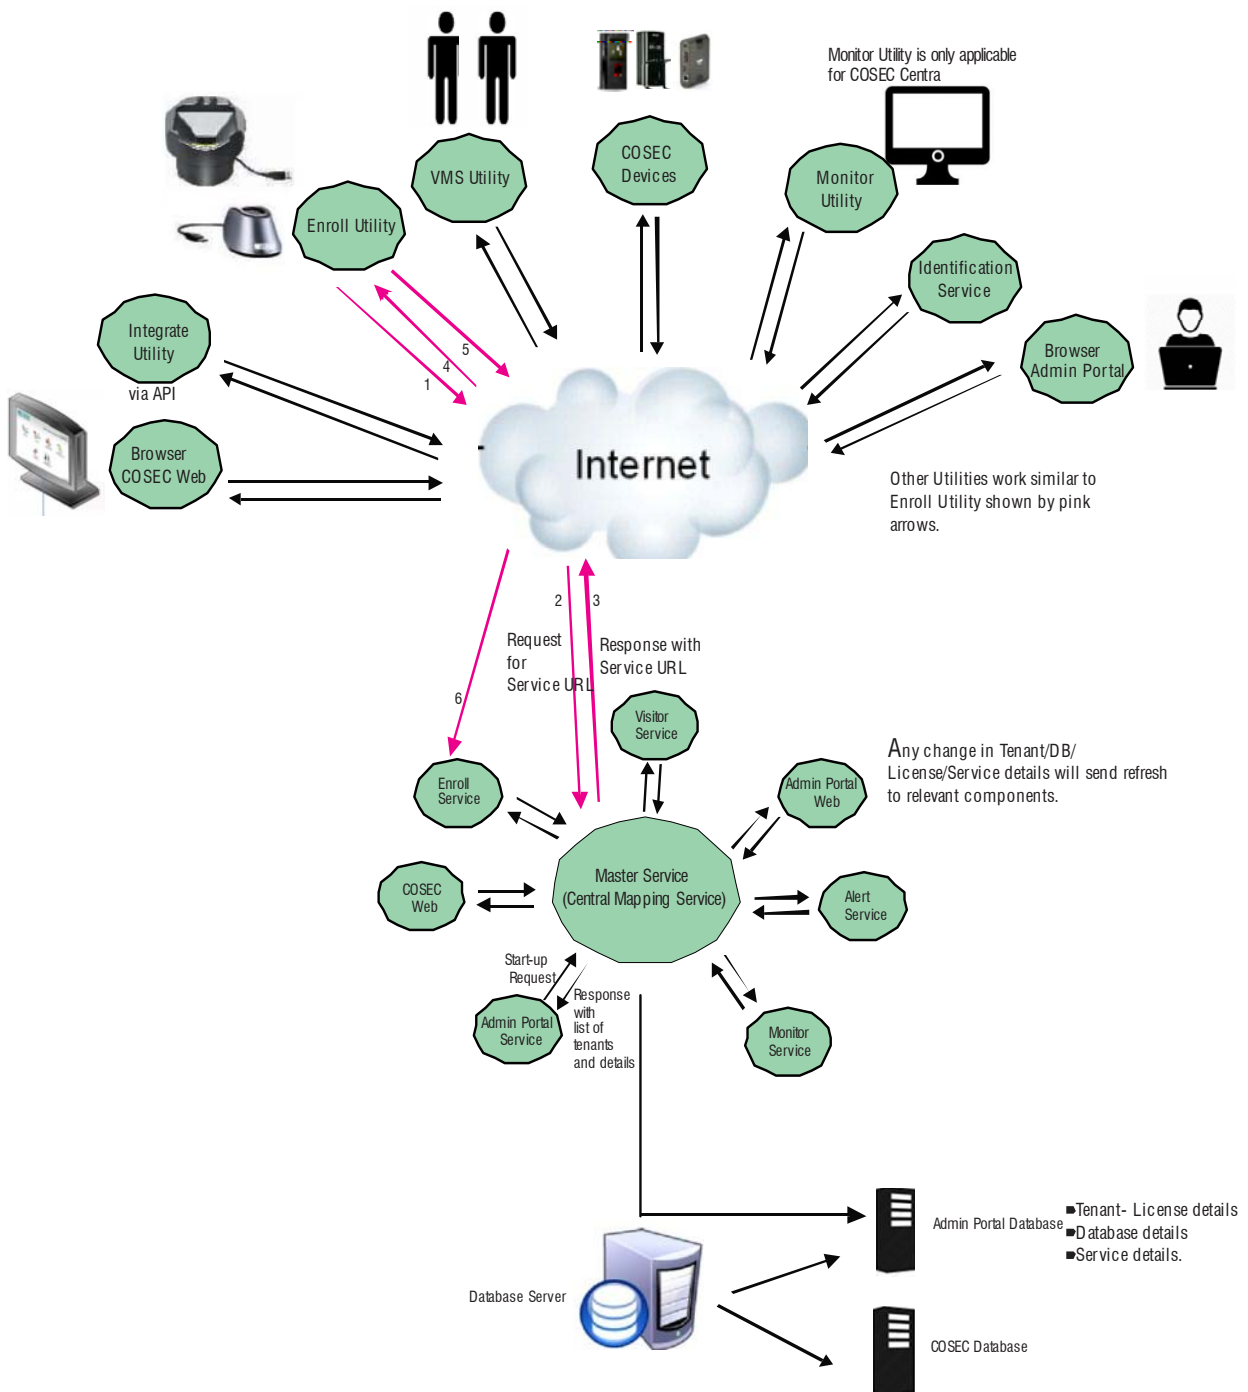 Monitor Utility is only applicable
for COSEC Centra
COSEC
Devices
VMS Utility
Monitor
Utility
Enroll Utility
Identification
Service
Integrate
Utility
via API
Browser
Admin Portal
5
4
1
Browser
COSEC Web
Internet
Other Utilities work similar to
Enroll Utility shown by pink
arrows.
2
3
Request
for
Service URL
Response with
Service URL
6
Visitor
Service
Any change in Tenant/DB/
License/Service details will send refresh
to relevant components.
Enroll
Service
Admin Portal
Web
Master Service
(Central Mapping Service)
COSEC
Web
Alert
Service
Start-up
Request
Response
with
list of
tenants
and details
Admin Portal
Service
Monitor
Service
Admin Portal Database
Tenant- License details
Database details
Service details.
Database Server
COSEC Database